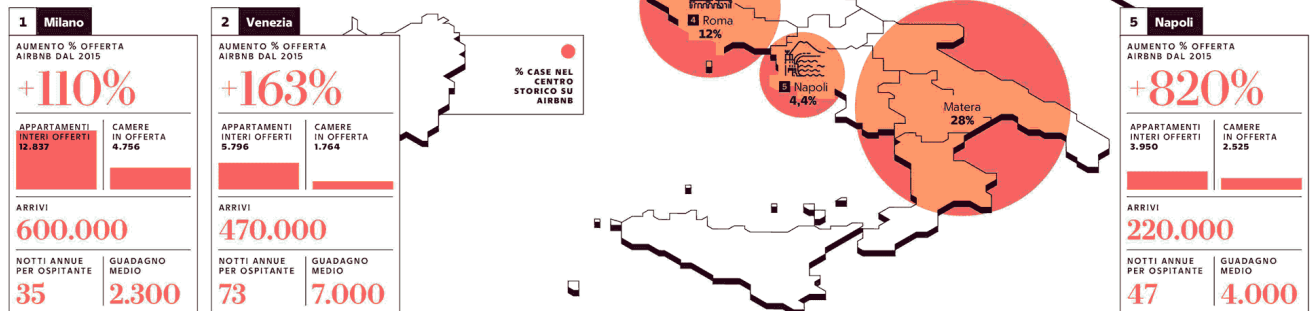 1 Milano
AUMENTO % OFFERTA
AIRBNB DAL 2015
+110%
APPARTAMENTI
INTERI OFFERTI
12.837
CAMERE
IN OFFERTA
4.756
ARRIVI
600.000
NOTTI ANNUE
PER OSPITANTE
35
GUADAGNO
MEDIO
2.300
2 Venezia
AUMENTO % OFFERTA
AIRBNB DAL 2015
+163%
APPARTAMENTI
INTERI OFFERTI
5.796
CAMERE
IN OFFERTA
1.764
ARRIVI
470.000
NOTTI ANNUE
PER OSPITANTE
73
GUADAGNO
MEDIO
7.000
% CASE NEL
CENTRO
STORICO SU
AIRBNB
4 Roma
12%
5 Napoli
4,4%
Matera
28%
5 Napoli
AUMENTO % OFFERTA
AIRBNB DAL 2015
+820%
APPARTAMENTI
INTERI OFFERTI
3.950
CAMERE
IN OFFERTA
2.525
ARRIVI
220.000
NOTTI ANNUE
PER OSPITANTE
47
GUADAGNO
MEDIO
4.000